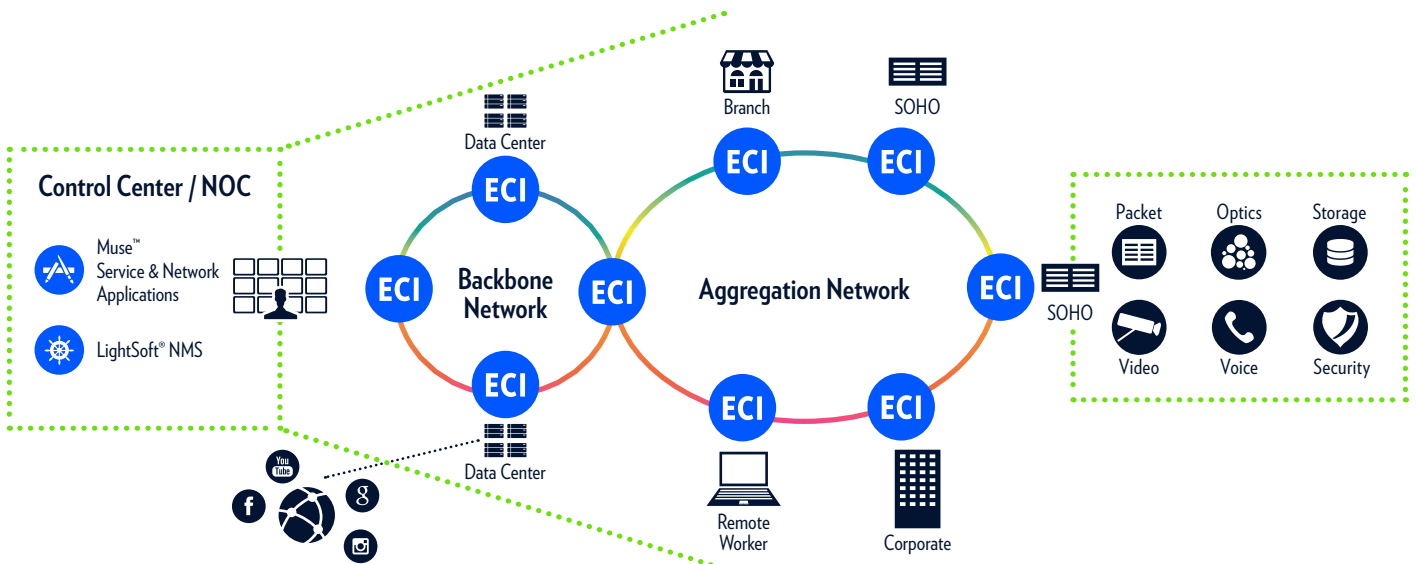 Control Center / NOC
Muse™
Service & Network
Applications
LightSoft® NMS
Data Center
ECI
ECI
Backbone
Network
ECI
ECI
Data Center
You
Tube
f
g
Branch
SOHO
ECI
ECI
Aggregation Network
ECI
SOHO
ECI
ECI
Remote
Worker
Corporate
Packet
Optics
Storage
Video
Voice
Security